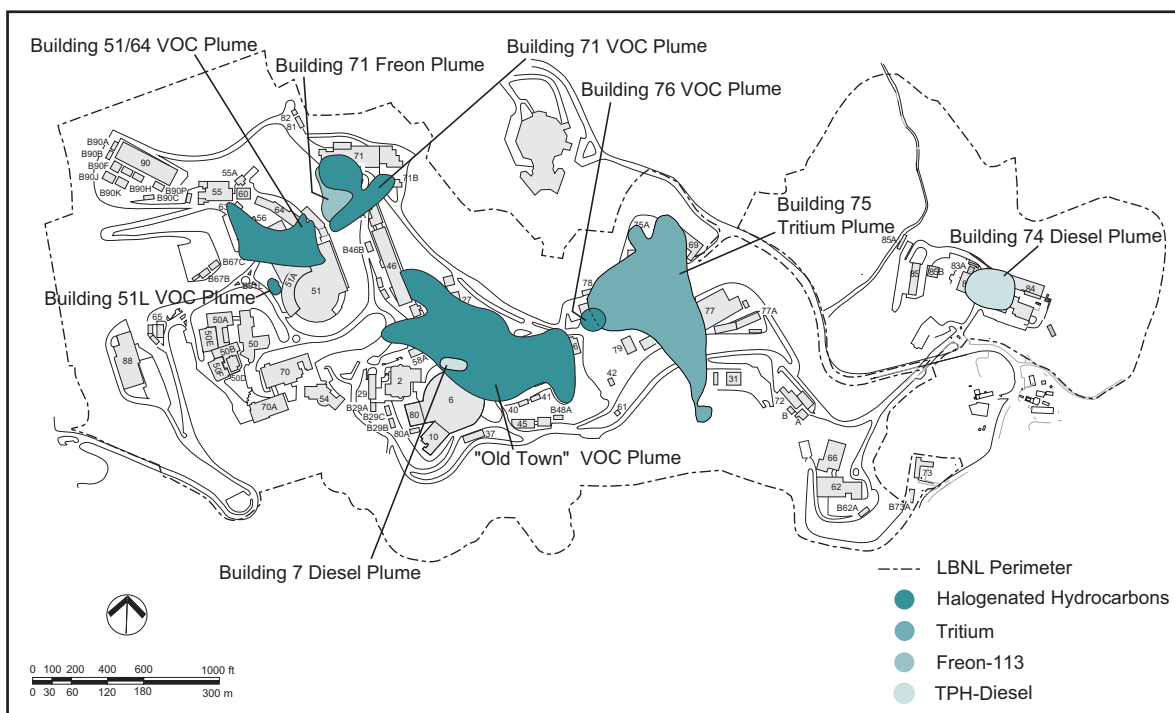 Building 51/64 VOC Plume
Building 71 VOC Plume
Building 71 Freon Plume
Building 76 VOC Plume
82
81
B90A
B90B
B90F
B90J
B90K
90
B90H
B90P
B90C
55A
55
60
64
56
63
71
71B
B46B
46
Building 75
Tritium Plume
75A
69
85A
Building 74 Diesel Plume
85
85B
83A
84
B67C
B67B
51A
51
Building 51L VOC Plume
27
78
77
77A
79
65
88
50A
50E
50B
50
50F
50D
70
70A
54
58A
2
29
B29A
B29C
B29B
80
80A
10
6
37
40
41
45
B48A
42
61
31
72
B
A
66
62
B62A
73
B73A
"Old Town" VOC Plume
Building 7 Diesel Plume
LBNL Perimeter
Halogenated Hydrocarbons
Tritium
Freon-113
TPH-Diesel
0 100 200 400 600 1000 ft
0 30 60 120 180 300 m